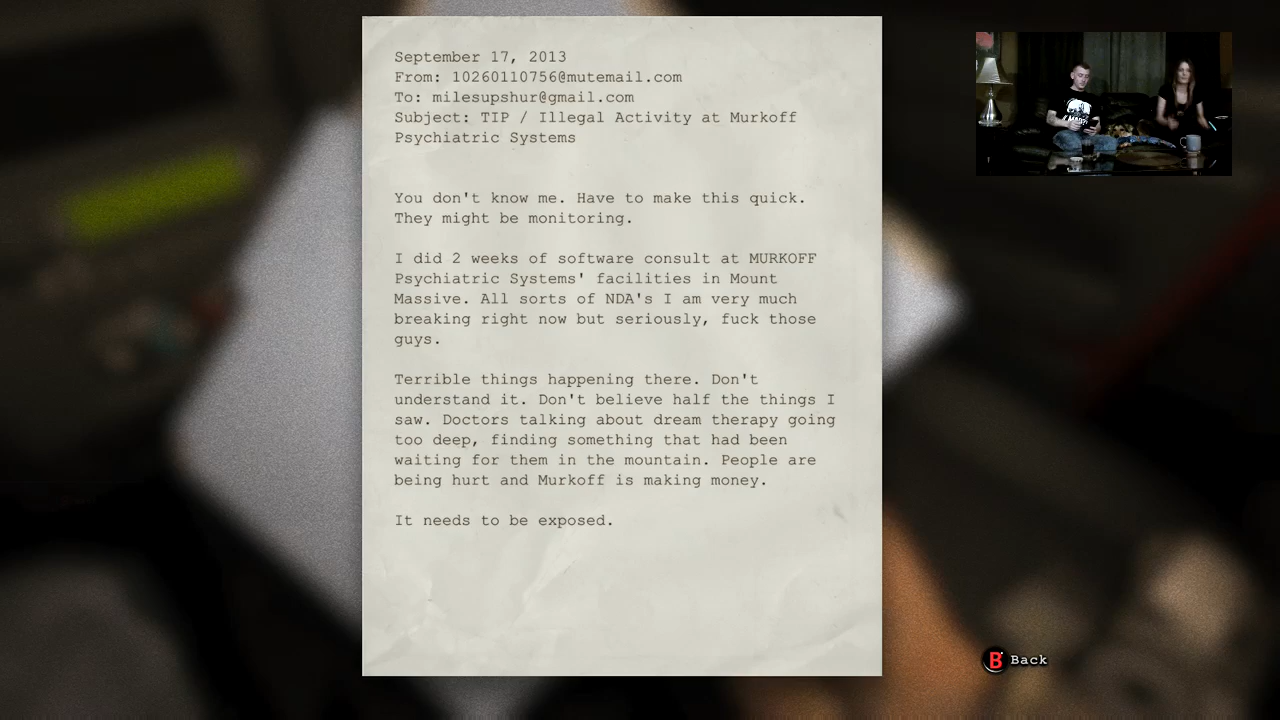 September 17, 2013
From: 10260110756@mutemail.com
To: milesupshur@gmail.com
Subject: TIP / Illegal Activity at Murkoff
Psychiatric Systems
You don't know me. Have to make this quick.
They might be monitoring.
I did 2 weeks of software consult at MURKOFF
Psychiatric Systems' facilities in Mount
Massive. All sorts of NDA's I am very much
breaking right now but seriously, fuck those
guys.
Terrible things happening there. Don't
understand it. Don't believe half the things I
saw. Doctors talking about dream therapy going
too deep, finding something that had been
waiting for them in the mountain. People are
being hurt and Murkoff is making money.
It needs to be exposed.
B Back